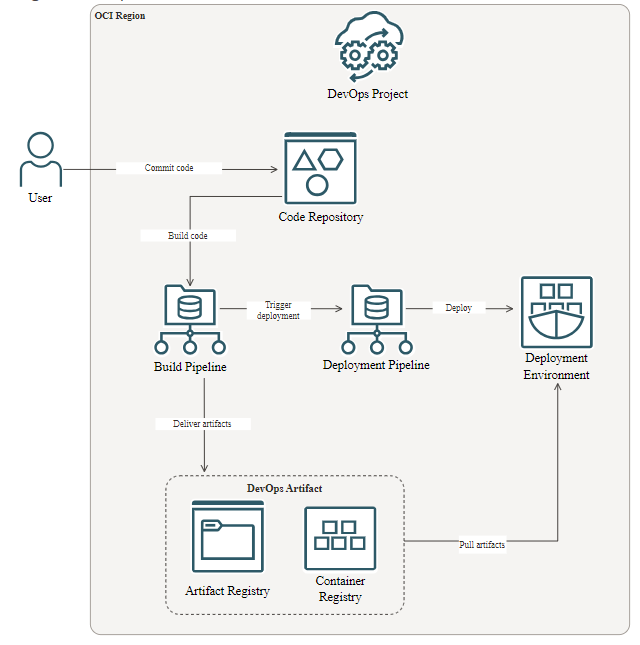 OCI Region
DevOps Project
Commit code
User
Code Repository
Build code
Trigger
deployment
Deploy
Build Pipeline
Deployment Pipeline
Deployment
Environment
Deliver artifacts
DevOps Artifact
Pull artifacts
Artifact Registry
Container
Registry